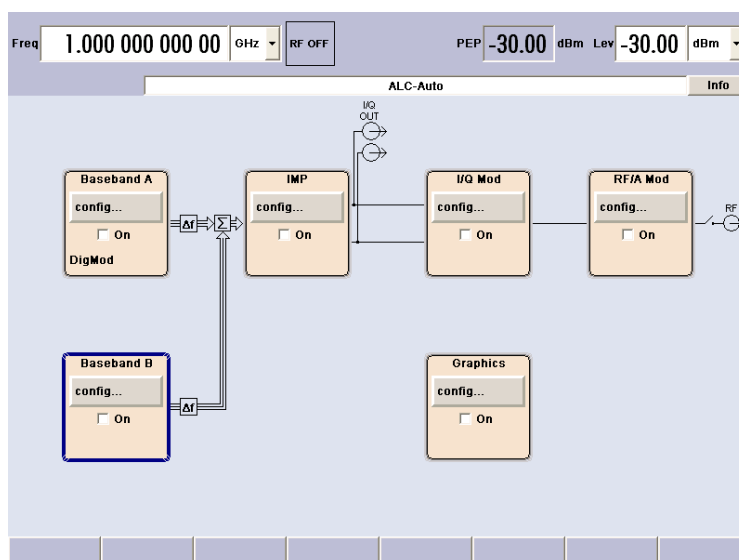 Freq 1.000 000 000 00 GHz RF OFF PEP -30.00 dBm Lev -30.00 dBm
ALC-Auto Info
I/Q
OUT
Baseband A IMP I/Q Mod RF/A Mod
config... config... config... config...
RF
Δf Σ
On On On On
DigMod
Baseband B Graphics
config... config...
Δf
On On